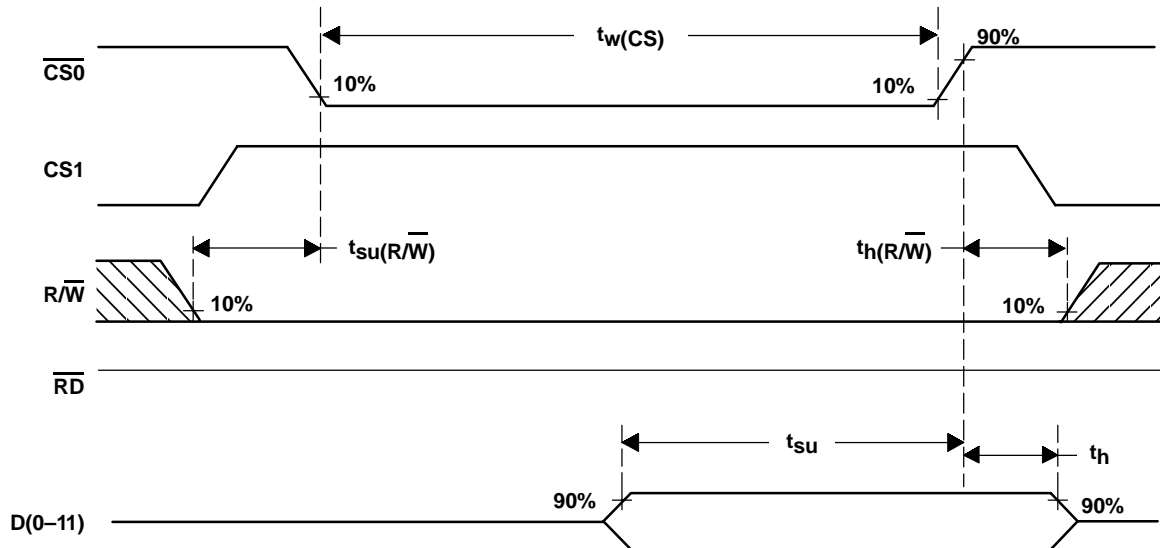 tw(CS)
90%
CS0
10%
10%
CS1
tsu(R/W)
th(R/W)
R/W
10%
10%
RD
tsu
th
90%
90%
D(0–11)